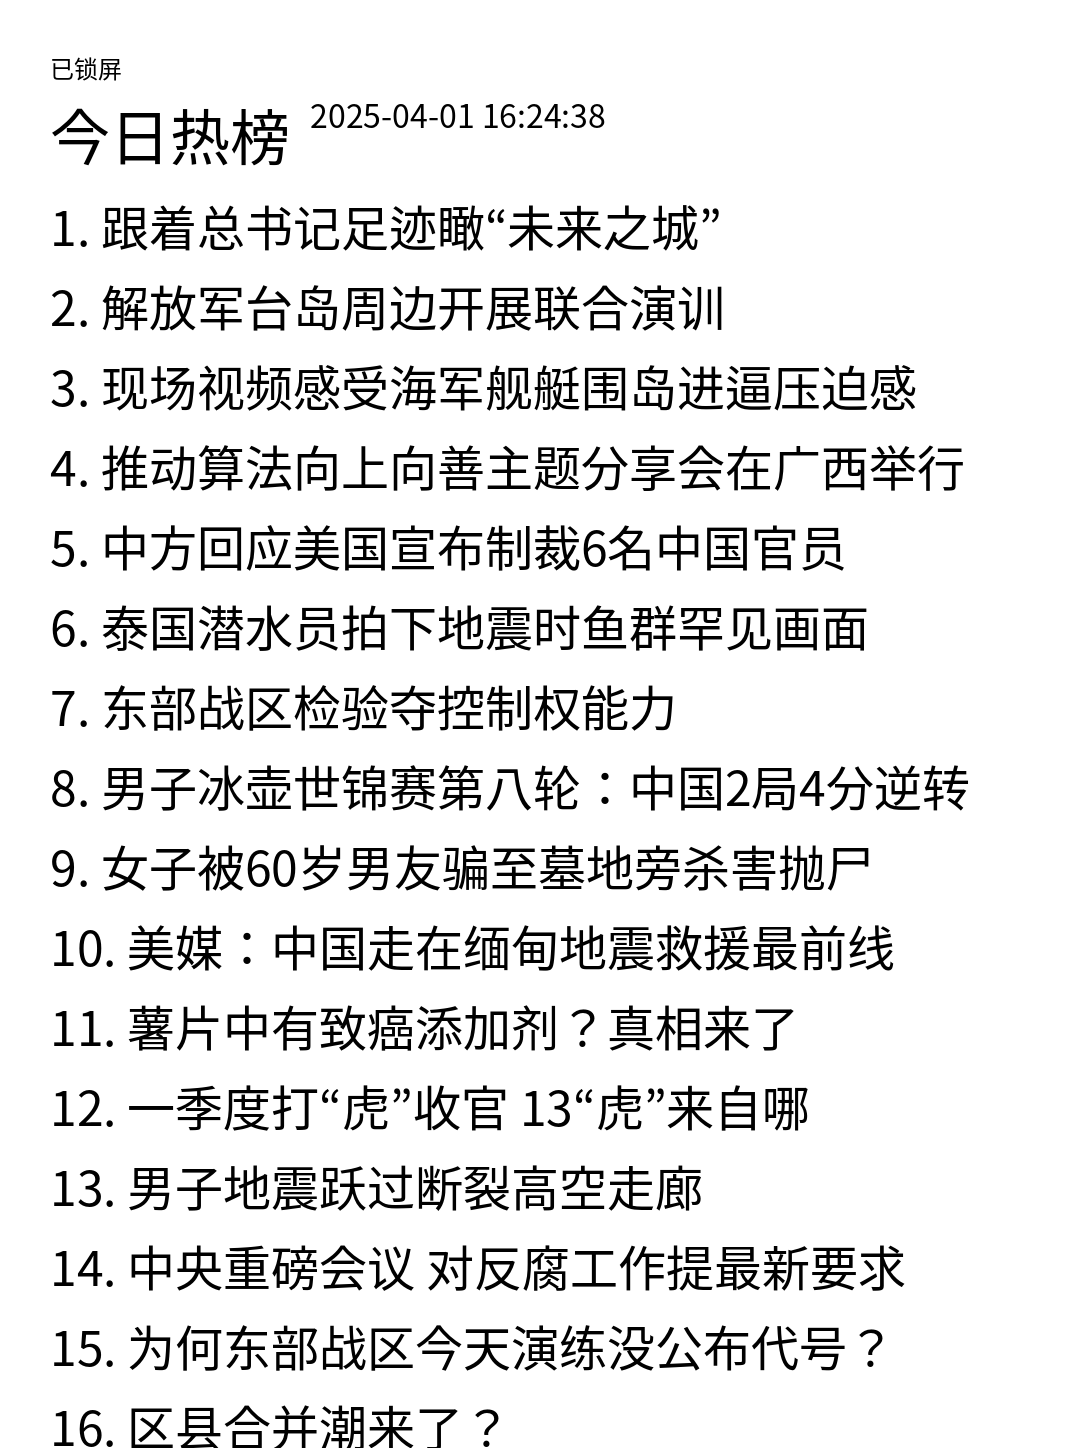 已锁屏
今日热榜 2025-04-01 16:24:38
1. 跟着总书记足迹瞰“未来之城”
2. 解放军台岛周边开展联合演训
3. 现场视频感受海军舰艇围岛进逼压迫感
4. 推动算法向上向善主题分享会在广西举行
5. 中方回应美国宣布制裁6名中国官员
6. 泰国潜水员拍下地震时鱼群罕见画面
7. 东部战区检验夺控制权能力
8. 男子冰壶世锦赛第八轮：中国2局4分逆转
9. 女子被60岁男友骗至墓地旁杀害抛尸
10. 美媒：中国走在缅甸地震救援最前线
11. 薯片中有致癌添加剂？真相来了
12. 一季度打“虎”收官 13“虎”来自哪
13. 男子地震跃过断裂高空走廊
14. 中央重磅会议 对反腐工作提最新要求
15. 为何东部战区今天演练没公布代号？
16. 区县合并潮来了？